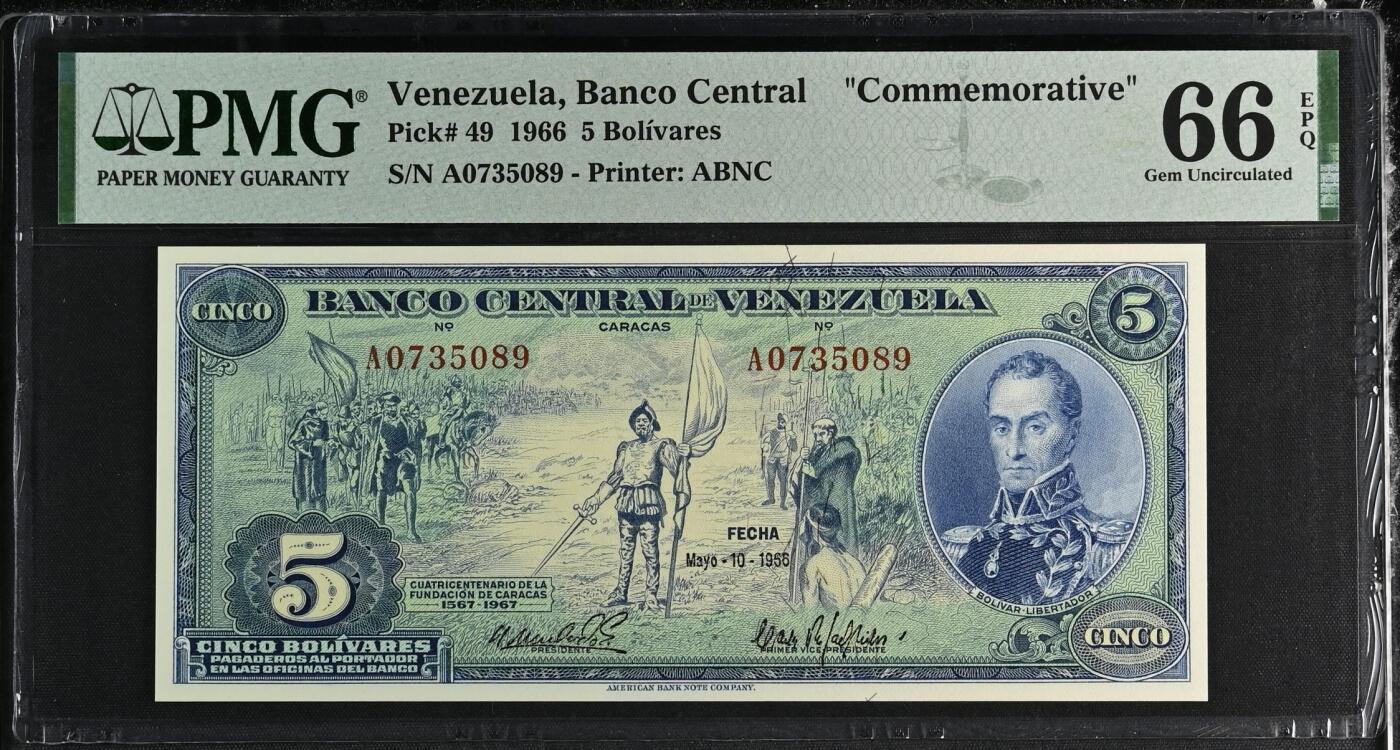 PMG®
PAPER MONEY GUARANTY
Venezuela, Banco Central "Commemorative"
Pick# 49 1966 5 Bolívares
S/N A0735089 - Printer: ABNC
66
EPQ
Gem Uncirculated
CINCO
BANCO CENTRAL DE VENEZUELA
5
Nº CARACAS Nº
A0735089 A0735089
FECHA
Mayo - 10 - 1966
5
CUATRICENTENARIO DE LA
FUNDACIÓN DE CARACAS
1567-1967
BOLIVAR-LIBERTADOR
CINCO
CINCO BOLÍVARES
PAGADEROS AL PORTADOR
EN LAS OFICINAS DEL BANCO
PRESIDENTE
PRIMER VICE-PRESIDENTE
AMERICAN BANK NOTE COMPANY.